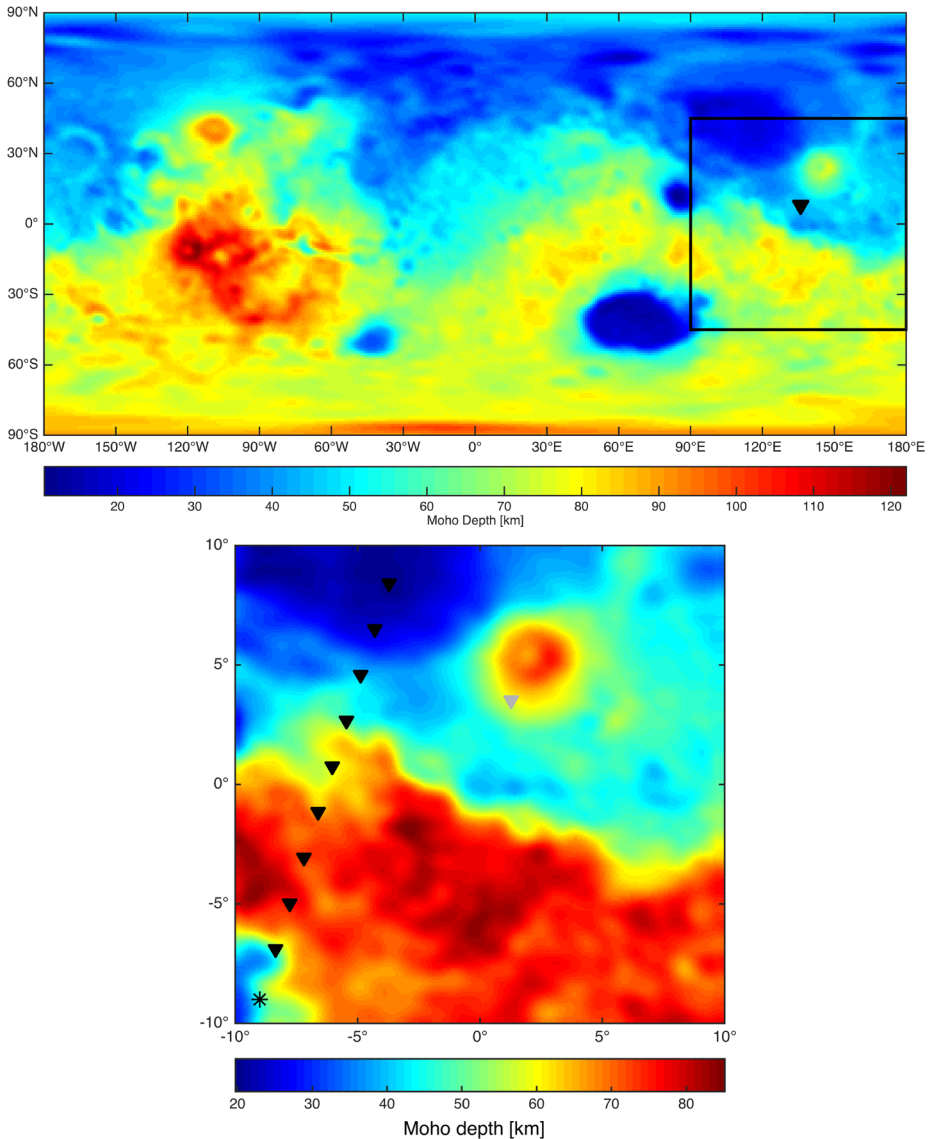 90°N
60°N
30°N
0°
30°S
60°S
90°S
180°W 150°W 120°W 90°W 60°W 30°W 0° 30°E 60°E 90°E 120°E 150°E 180°E
20 30 40 50 60 70 80 90 100 110 120
Moho Depth [km]
10°
5°
0°
-5°
-10°
-10° -5° 0° 5° 10°
20 30 40 50 60 70 80
Moho depth [km]